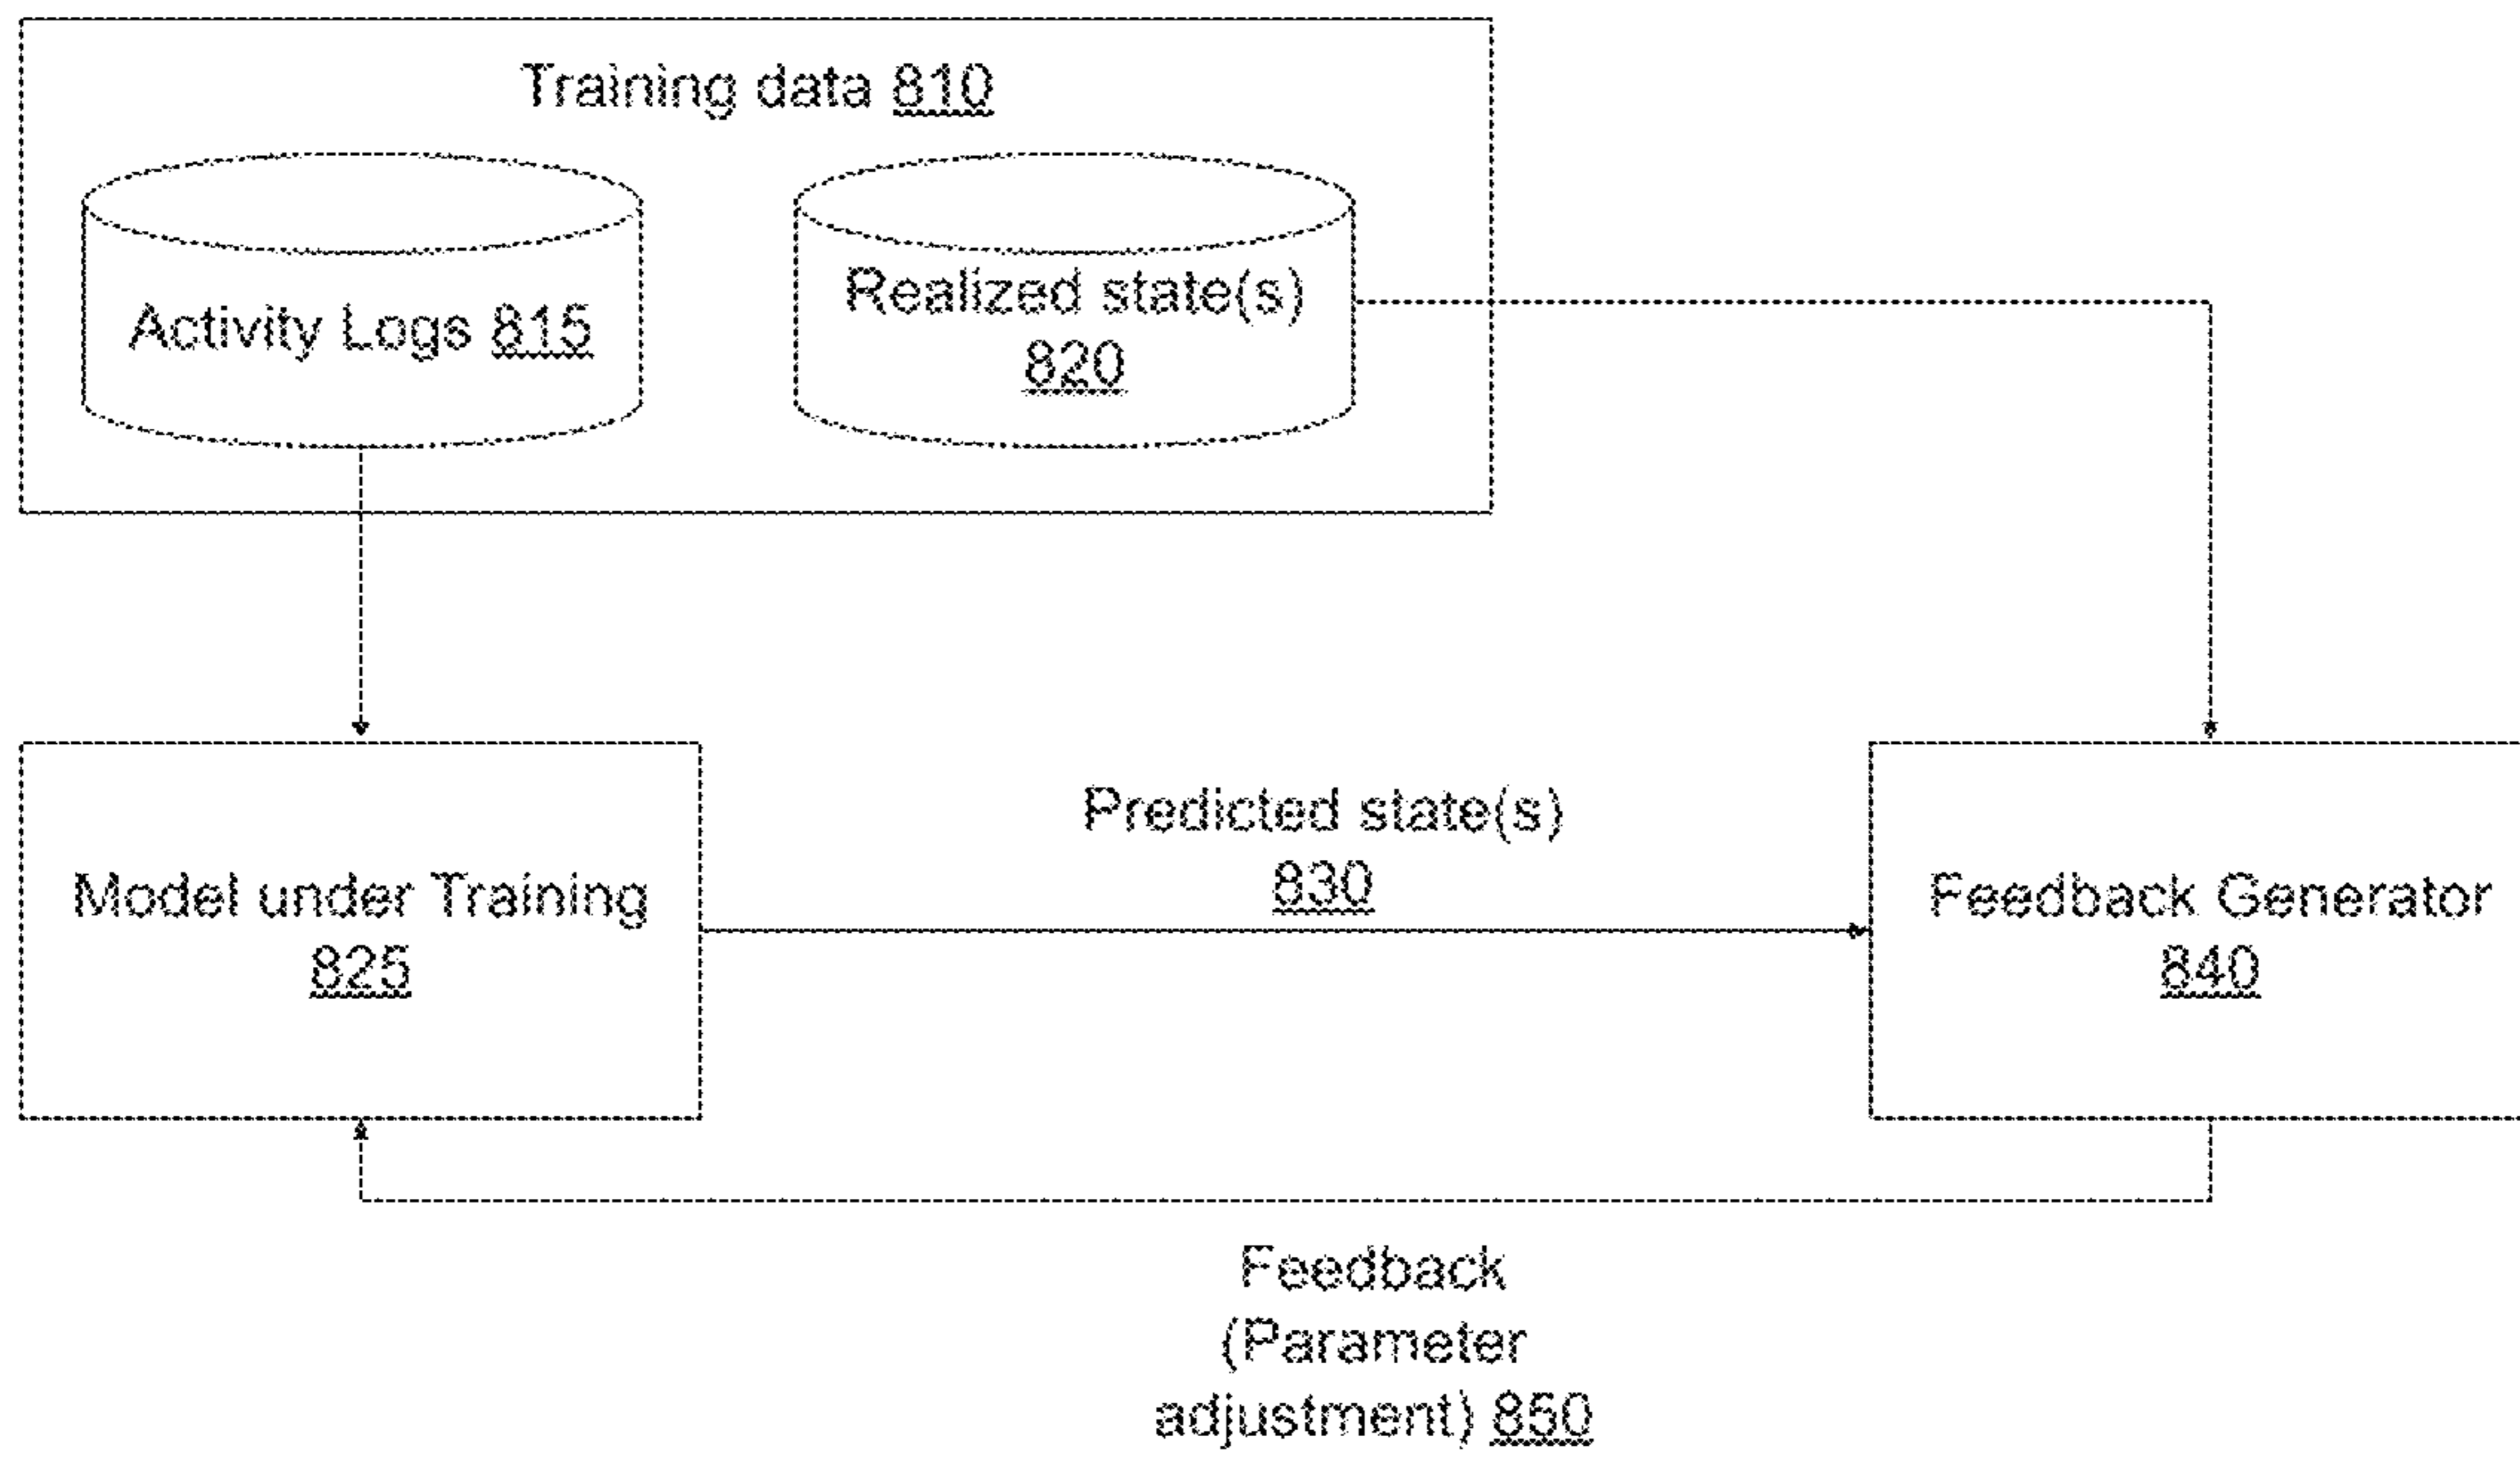 Training data 810
Activity Logs 815
Realized state(s)
820
Predicted state(s)
830
Model under Training
825
Feedback Generator
840
Feedback
(Parameter
adjustment) 850